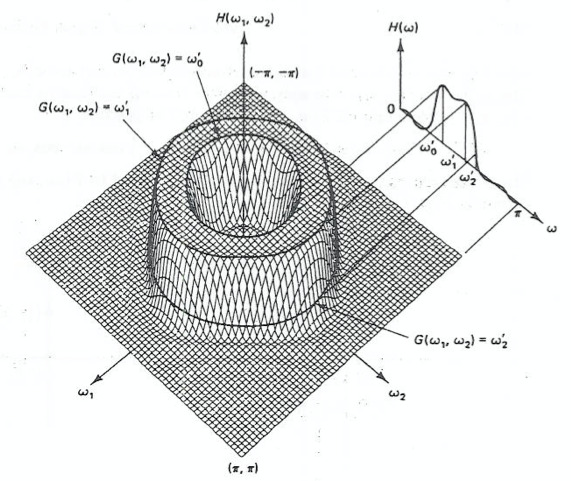 H(ω₁, ω₂)
H(ω)
G(ω₁, ω₂) = ω′₀
(−π, −π)
G(ω₁, ω₂) = ω′₁
0
ω′₀
ω′₁
ω′₂
π
ω
G(ω₁, ω₂) = ω′₂
ω₁
ω₂
(π, π)